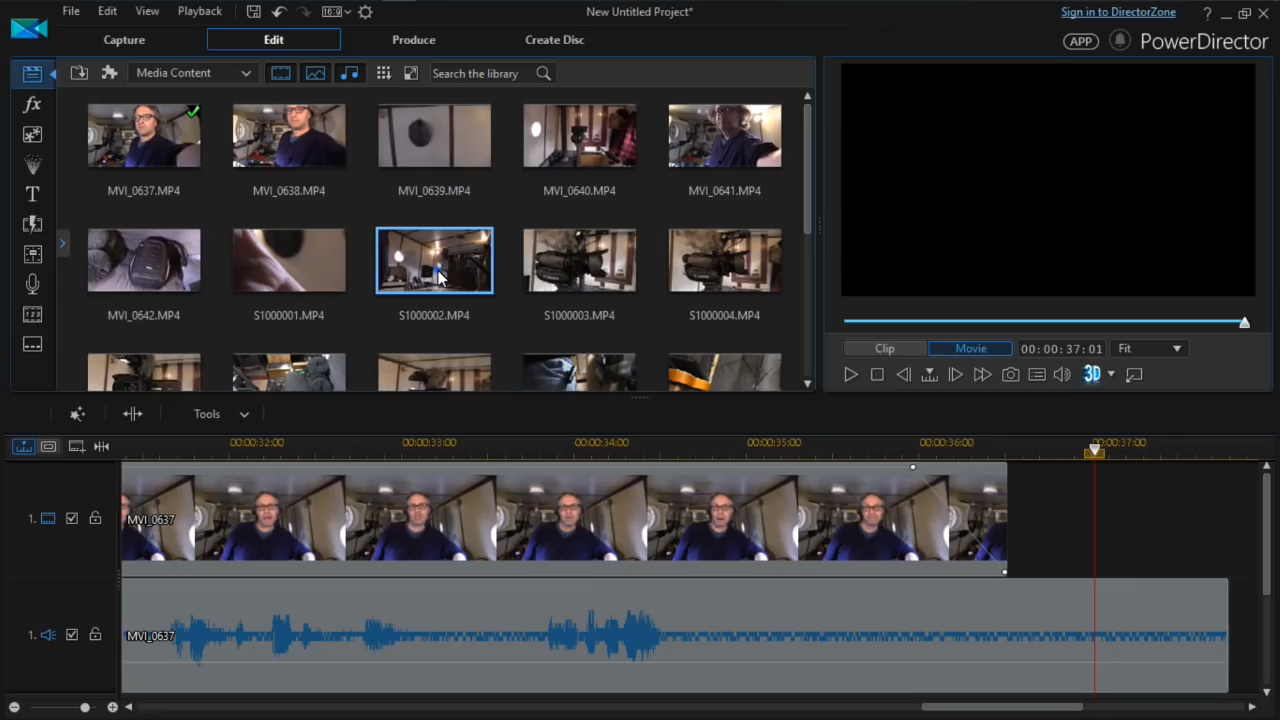 File Edit View Playback 16:9 New Untitled Project* Sign in to DirectorZone ?
Capture Edit Produce Create Disc APP PowerDirector
Media Content Search the library
fx
MVI_0637.MP4 MVI_0638.MP4 MVI_0639.MP4 MVI_0640.MP4 MVI_0641.MP4
T
MVI_0642.MP4 S1000001.MP4 S1000002.MP4 S1000003.MP4 S1000004.MP4
Clip Movie 00:00:37:01 Fit
3D
Tools
00:00:32:00 00:00:33:00 00:00:34:00 00:00:35:00 00:00:36:00 00:00:37:00
1. MVI_0637
1. MVI_0637